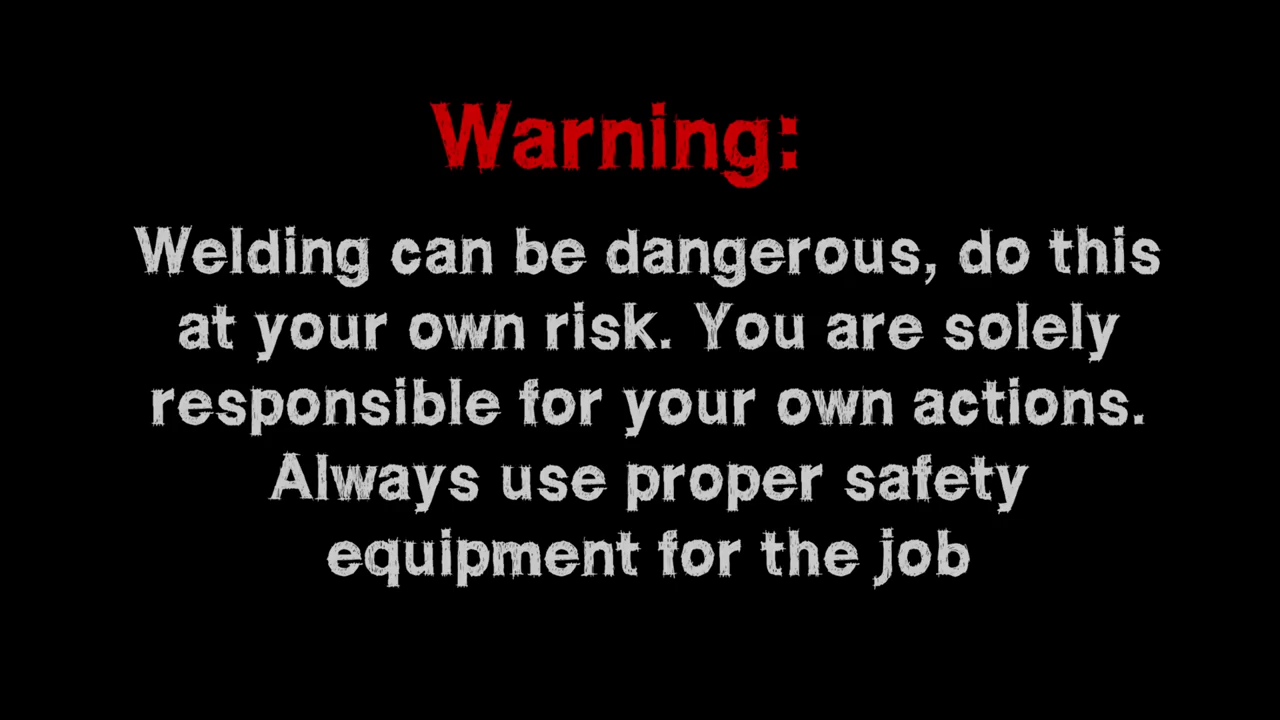 Warning:
Welding can be dangerous, do this
at your own risk. You are solely
responsible for your own actions.
Always use proper safety
equipment for the job